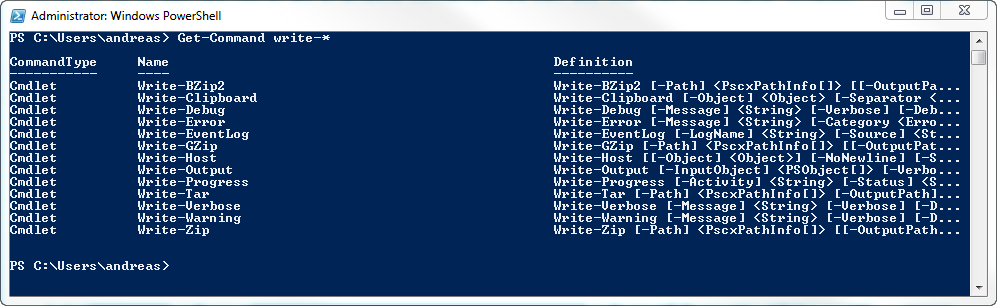 Administrator: Windows PowerShell
PS C:\Users\andreas> Get-Command write-*
CommandType Name Definition
----------- ---- ----------
Cmdlet Write-BZip2 Write-BZip2 [-Path] <PscxPathInfo[]> [[-OutputPa...
Cmdlet Write-Clipboard Write-Clipboard [-Object] <Object> [-Separator <...
Cmdlet Write-Debug Write-Debug [-Message] <String> [-Verbose] [-Deb...
Cmdlet Write-Error Write-Error [-Message] <String> [-Category <Erro...
Cmdlet Write-EventLog Write-EventLog [-LogName] <String> [-Source] <St...
Cmdlet Write-GZip Write-GZip [-Path] <PscxPathInfo[]> [[-OutputPat...
Cmdlet Write-Host Write-Host [[-Object] <Object>] [-NoNewline] [-S...
Cmdlet Write-Output Write-Output [-InputObject] <PSObject[]> [-Verbo...
Cmdlet Write-Progress Write-Progress [-Activity] <String> [-Status] <S...
Cmdlet Write-Tar Write-Tar [-Path] <PscxPathInfo[]> [-OutputPath]...
Cmdlet Write-Verbose Write-Verbose [-Message] <String> [-Verbose] [-D...
Cmdlet Write-Warning Write-Warning [-Message] <String> [-Verbose] [-D...
Cmdlet Write-Zip Write-Zip [-Path] <PscxPathInfo[]> [[-OutputPath...
PS C:\Users\andreas>